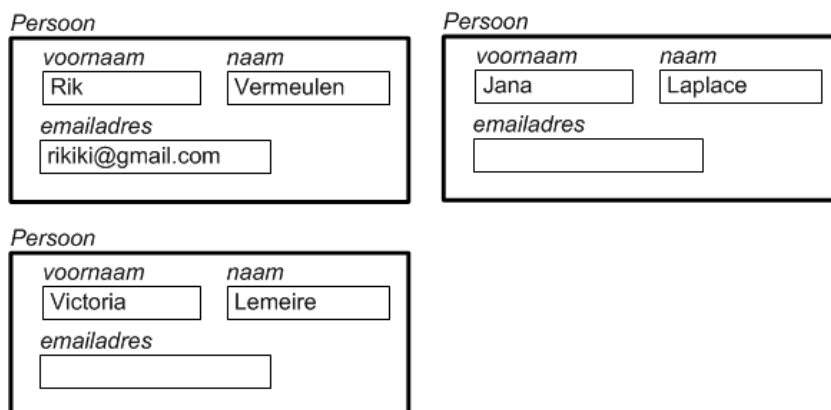 Persoon
voornaam naam
Rik Vermeulen
emailadres
rikiki@gmail.com
Persoon
voornaam naam
Jana Laplace
emailadres
Persoon
voornaam naam
Victoria Lemeire
emailadres